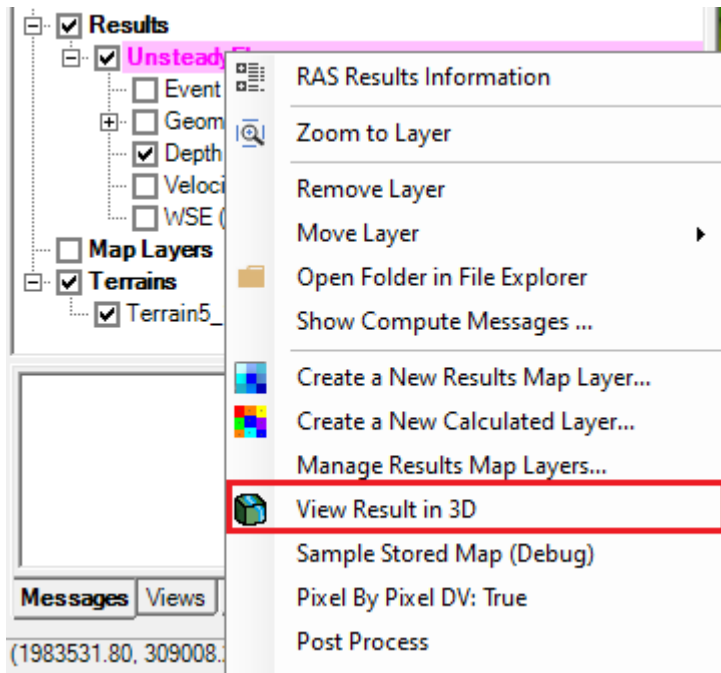 Results
Unsteady
Event
Geom
Depth
Veloci
WSE (
Map Layers
Terrains
Terrain5_
RAS Results Information
Zoom to Layer
Remove Layer
Move Layer
Open Folder in File Explorer
Show Compute Messages ...
Create a New Results Map Layer...
Create a New Calculated Layer...
Manage Results Map Layers...
View Result in 3D
Sample Stored Map (Debug)
Pixel By Pixel DV: True
Post Process
Messages Views
(1983531.80, 309008.